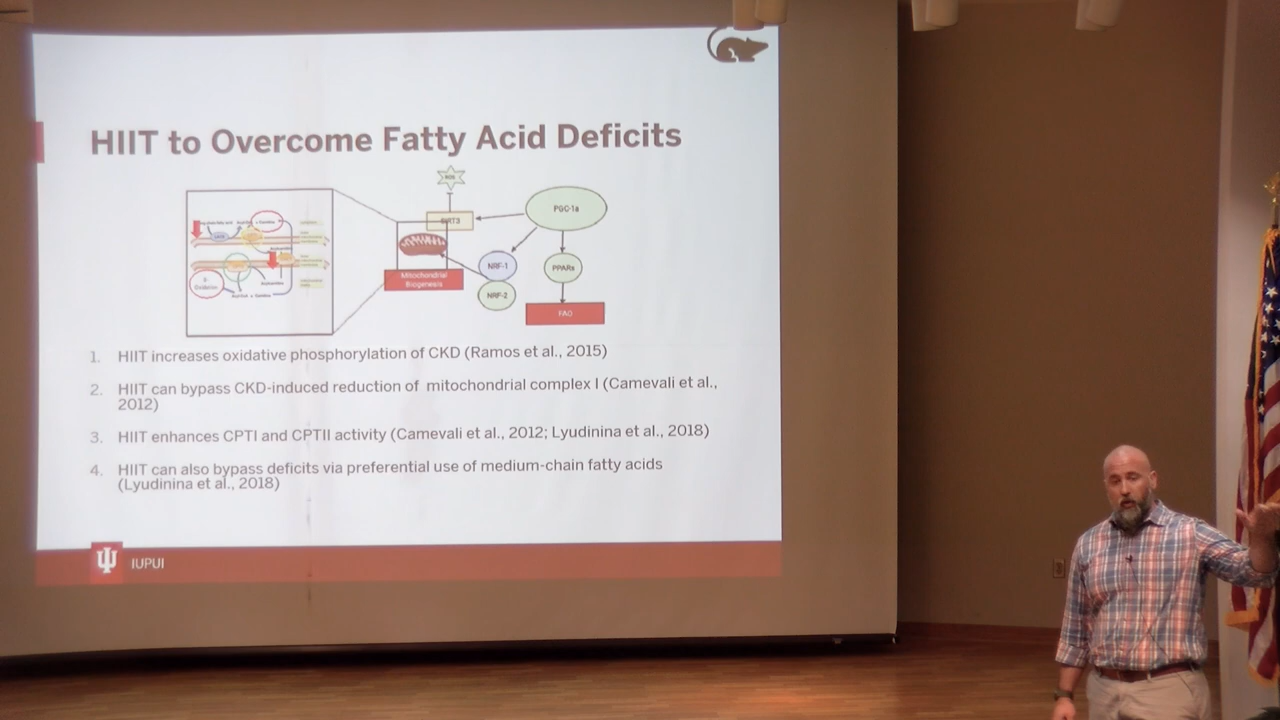 HIIT to Overcome Fatty Acid Deficits
ROS
SIRT3
PGC-1a
NRF-1
PPARs
Mitochondrial
Biogenesis
NRF-2
FAO
β-
Oxidation
1. HIIT increases oxidative phosphorylation of CKD (Ramos et al., 2015)
2. HIIT can bypass CKD-induced reduction of mitochondrial complex I (Camevali et al.,
2012)
3. HIIT enhances CPTI and CPTII activity (Camevali et al., 2012; Lyudinina et al., 2018)
4. HIIT can also bypass deficits via preferential use of medium-chain fatty acids
(Lyudinina et al., 2018)
IUPUI